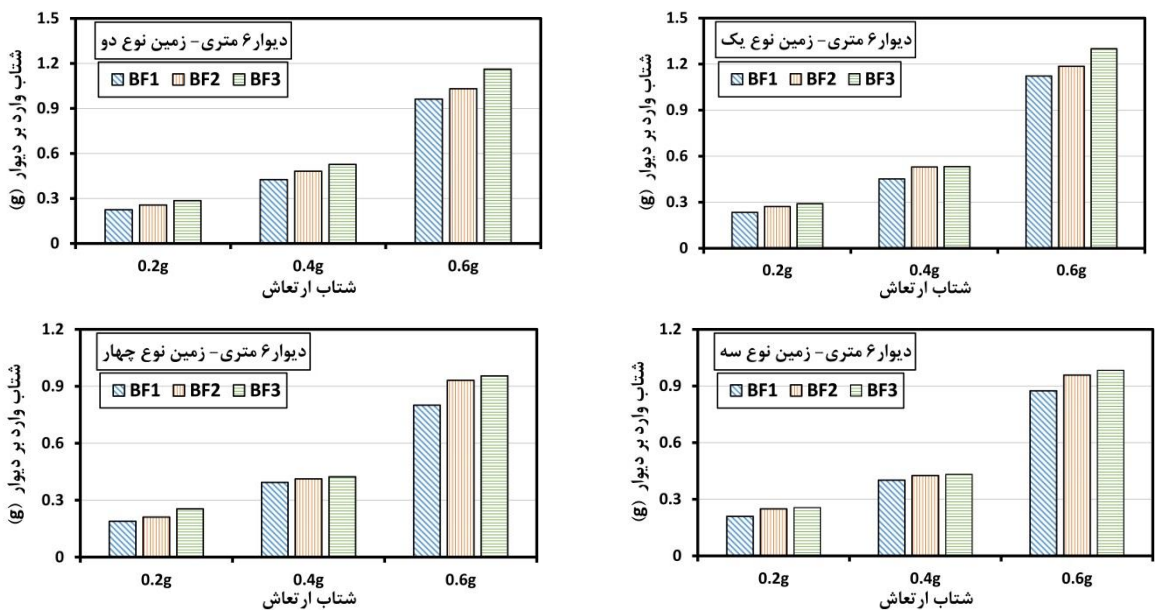 دیوار۶ متری- زمین نوع یک
BF1 BF2 BF3
شتاب وارد بر دیوار (g)
1.5
1.2
0.9
0.6
0.3
0
0.2g 0.4g 0.6g
شتاب ارتعاش
دیوار۶ متری- زمین نوع دو
BF1 BF2 BF3
شتاب وارد بر دیوار (g)
1.5
1.2
0.9
0.6
0.3
0
0.2g 0.4g 0.6g
شتاب ارتعاش
دیوار۶ متری- زمین نوع سه
BF1 BF2 BF3
شتاب وارد بر دیوار (g)
1.2
0.9
0.6
0.3
0
0.2g 0.4g 0.6g
شتاب ارتعاش
دیوار۶ متری- زمین نوع چهار
BF1 BF2 BF3
شتاب وارد بر دیوار (g)
1.2
0.9
0.6
0.3
0
0.2g 0.4g 0.6g
شتاب ارتعاش